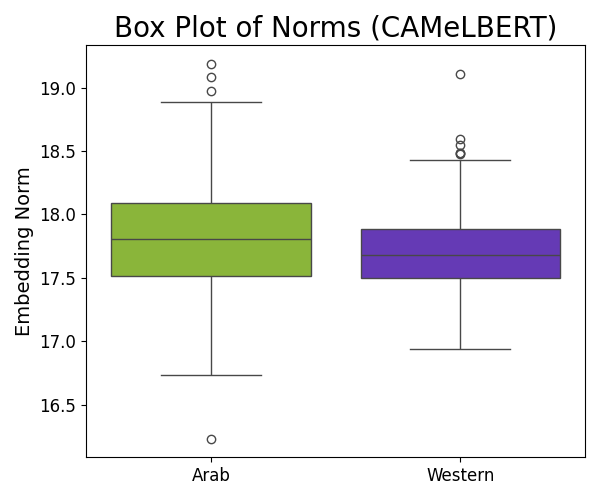 Box Plot of Norms (CAMeLBERT)
Embedding Norm
19.0
18.5
18.0
17.5
17.0
16.5
Arab
Western